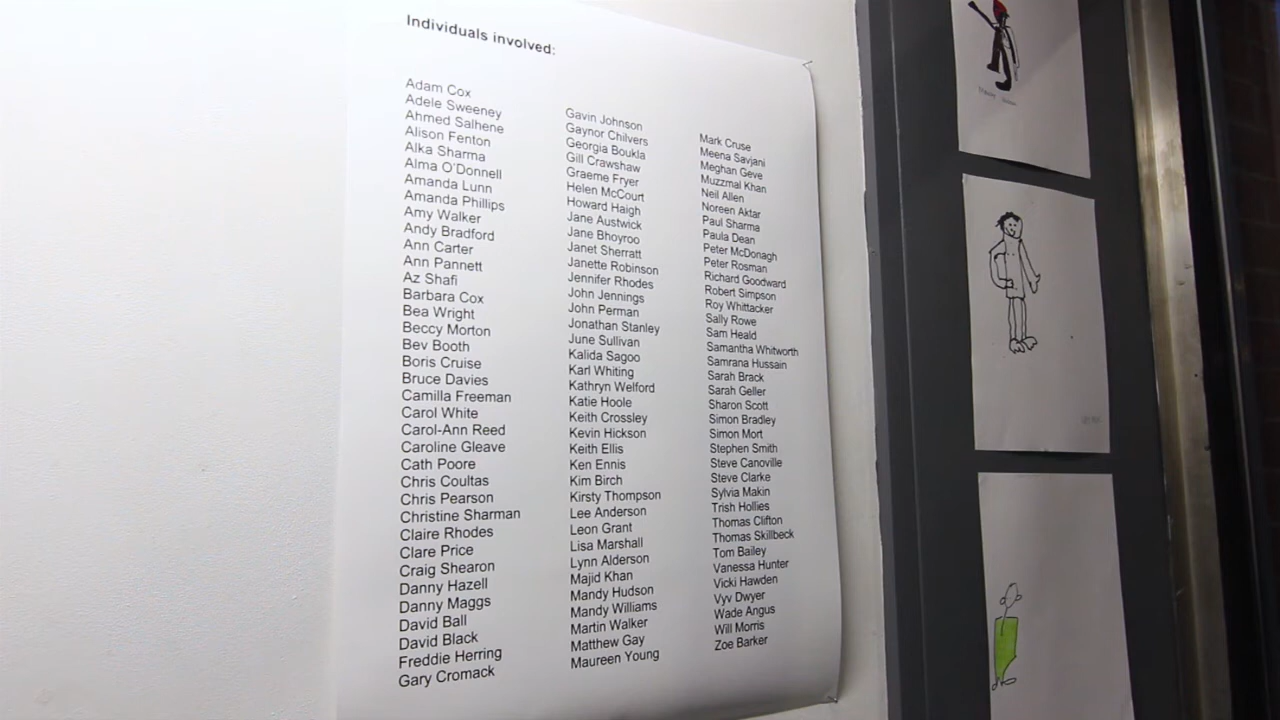 Individuals involved:
Adam Cox
Adele Sweeney
Ahmed Salhene
Alison Fenton
Alka Sharma
Alma O'Donnell
Amanda Lunn
Amanda Phillips
Amy Walker
Andy Bradford
Ann Carter
Ann Pannett
Az Shafi
Barbara Cox
Bea Wright
Beccy Morton
Bev Booth
Boris Cruise
Bruce Davies
Camilla Freeman
Carol White
Carol-Ann Reed
Caroline Gleave
Cath Poore
Chris Coultas
Chris Pearson
Christine Sharman
Claire Rhodes
Clare Price
Craig Shearon
Danny Hazell
Danny Maggs
David Ball
David Black
Freddie Herring
Gary Cromack
Gavin Johnson
Gaynor Chilvers
Georgia Boukla
Gill Crawshaw
Graeme Fryer
Helen McCourt
Howard Haigh
Jane Austwick
Jane Bhoyroo
Janet Sherratt
Janette Robinson
Jennifer Rhodes
John Jennings
John Perman
Jonathan Stanley
June Sullivan
Kalida Sagoo
Karl Whiting
Kathryn Welford
Katie Hoole
Keith Crossley
Kevin Hickson
Keith Ellis
Ken Ennis
Kim Birch
Kirsty Thompson
Lee Anderson
Leon Grant
Lisa Marshall
Lynn Alderson
Majid Khan
Mandy Hudson
Mandy Williams
Martin Walker
Matthew Gay
Maureen Young
Mark Cruse
Meena Savjani
Meghan Geve
Muzzmal Khan
Neil Allen
Noreen Aktar
Paul Sharma
Paula Dean
Peter McDonagh
Peter Rosman
Richard Goodward
Robert Simpson
Roy Whittacker
Sally Rowe
Sam Heald
Samantha Whitworth
Samrana Hussain
Sarah Brack
Sarah Geller
Sharon Scott
Simon Bradley
Simon Mort
Stephen Smith
Steve Canoville
Steve Clarke
Sylvia Makin
Trish Hollies
Thomas Clifton
Thomas Skillbeck
Tom Bailey
Vanessa Hunter
Vicki Hawden
Vyv Dwyer
Wade Angus
Will Morris
Zoe Barker